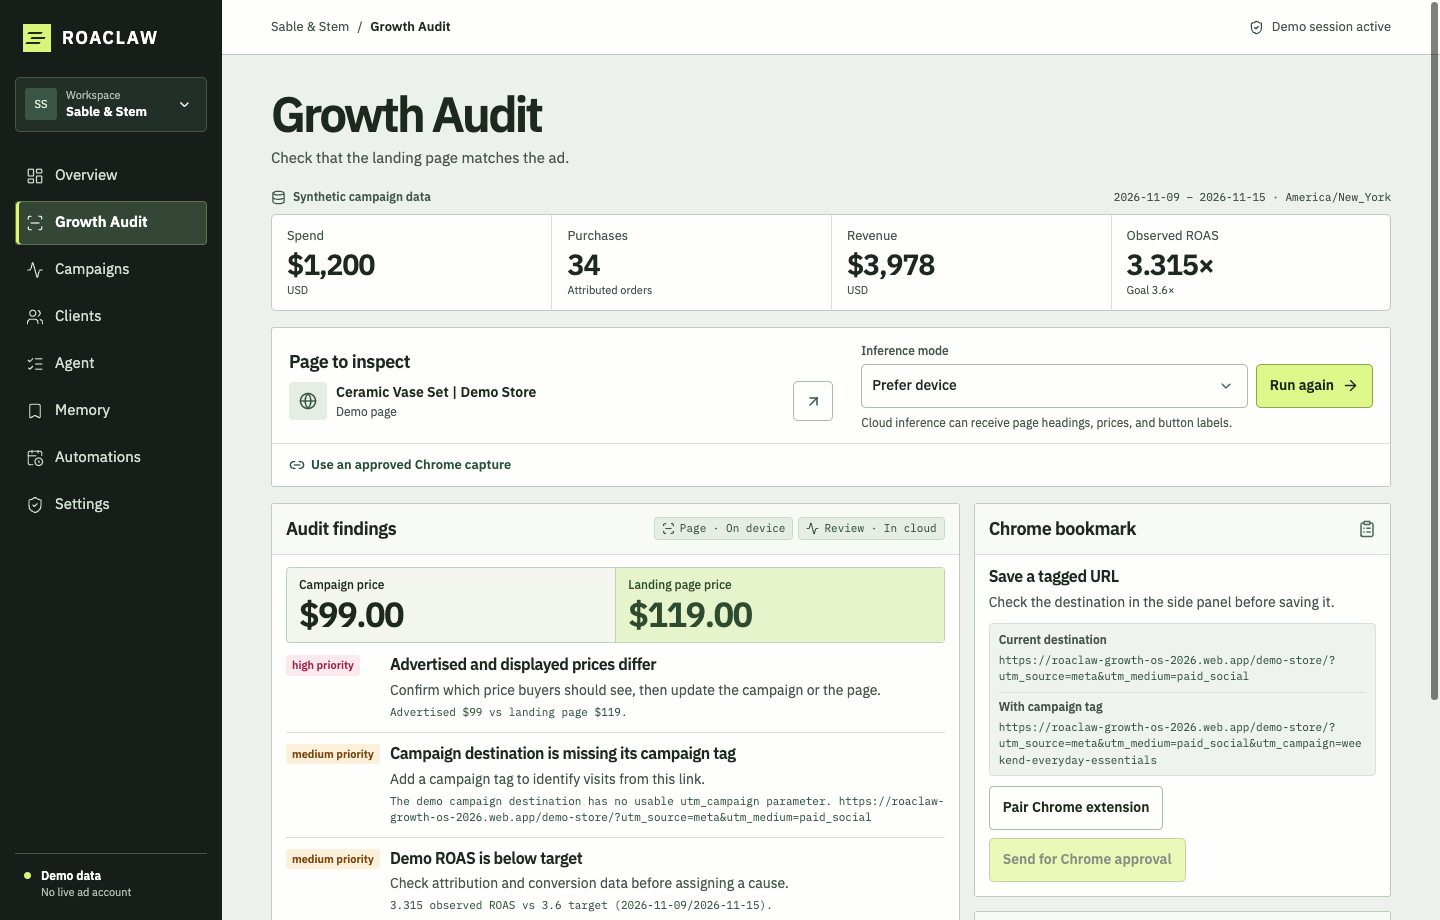 ROACLAW
SS
Workspace
Sable & Stem
Overview
Growth Audit
Campaigns
Clients
Agent
Memory
Automations
Settings
Demo data
No live ad account
Sable & Stem / Growth Audit
Demo session active
Growth Audit
Check that the landing page matches the ad.
Synthetic campaign data
2026-11-09 – 2026-11-15 · America/New_York
Spend
$1,200
USD
Purchases
34
Attributed orders
Revenue
$3,978
USD
Observed ROAS
3.315×
Goal 3.6×
Page to inspect
Ceramic Vase Set | Demo Store
Demo page
Inference mode
Prefer device
Run again
Cloud inference can receive page headings, prices, and button labels.
Use an approved Chrome capture
Audit findings
Page · On device
Review · In cloud
Campaign price
$99.00
Landing page price
$119.00
high priority
Advertised and displayed prices differ
Confirm which price buyers should see, then update the campaign or the page.
Advertised $99 vs landing page $119.
medium priority
Campaign destination is missing its campaign tag
Add a campaign tag to identify visits from this link.
The demo campaign destination has no usable utm_campaign parameter. https://roaclaw-
growth-os-2026.web.app/demo-store/?utm_source=meta&utm_medium=paid_social
medium priority
Demo ROAS is below target
Check attribution and conversion data before assigning a cause.
3.315 observed ROAS vs 3.6 target (2026-11-09/2026-11-15).
Chrome bookmark
Save a tagged URL
Check the destination in the side panel before saving it.
Current destination
https://roaclaw-growth-os-2026.web.app/demo-store/?
utm_source=meta&utm_medium=paid_social
With campaign tag
https://roaclaw-growth-os-2026.web.app/demo-store/?
utm_source=meta&utm_medium=paid_social&utm_campaign=wee
kend-everyday-essentials
Pair Chrome extension
Send for Chrome approval